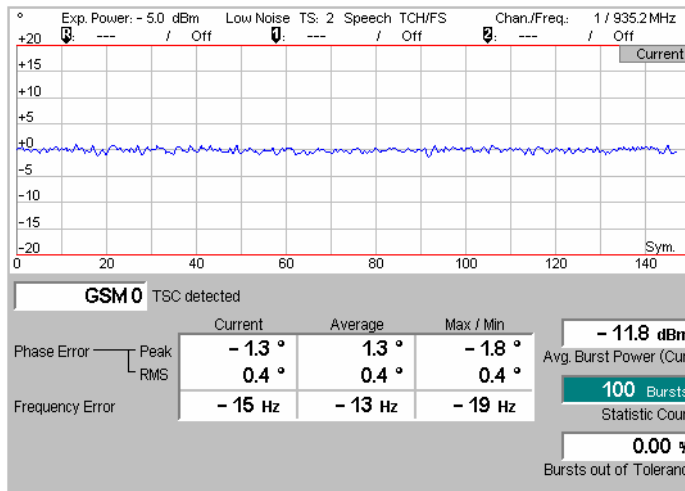 ° Exp. Power: - 5.0 dBm Low Noise TS: 2 Speech TCH/FS Chan./Freq.: 1 / 935.2 MHz
R: --- / Off 1: --- / Off 2: --- / Off
+20
Current
+15
+10
+5
+0
-5
-10
-15
-20 Sym.
0 20 40 60 80 100 120 140
GSM 0 TSC detected
Current Average Max / Min
Phase Error Peak - 1.3 ° 1.3 ° - 1.8 °
RMS 0.4 ° 0.4 ° 0.4 °
Frequency Error - 15 Hz - 13 Hz - 19 Hz
- 11.8 dBm
Avg. Burst Power (Cur
100 Bursts
Statistic Coun
0.00 %
Bursts out of Toleranc